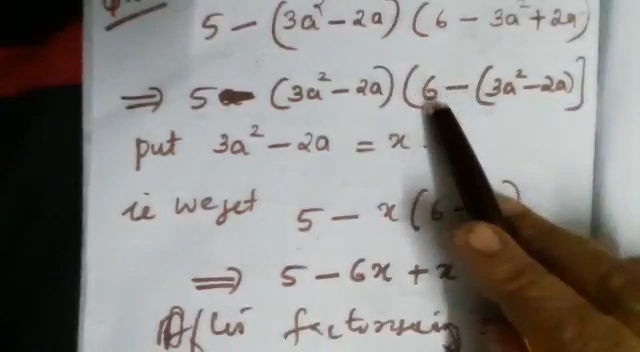 5 - (3a² - 2a) (6 - 3a² + 2a)
⇒ 5 - (3a² - 2a) (6 - (3a² - 2a)]
put 3a² - 2a = x
ie we get 5 - x(6 - )
⇒ 5 - 6x + x
After factorising